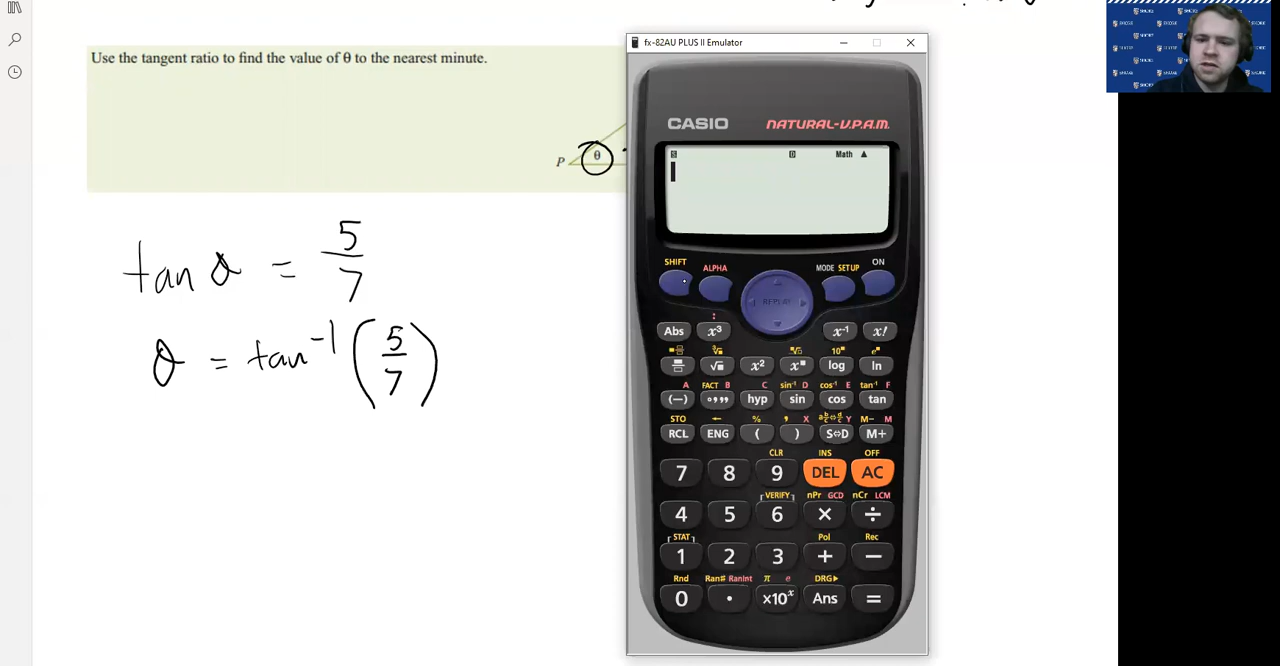 fx-82AU PLUS II Emulator
Use the tangent ratio to find the value of θ to the nearest minute.
P θ
CASIO NATURAL-V.P.A.M.
S D Math ▲
SHIFT ALPHA MODE SETUP ON
REPLAY
:
Abs x³ x⁻¹ x!
³√ ˣ√ 10ˣ eˣ
√ x² xˣ log ln
A FACT B C sin⁻¹ D cos⁻¹ E tan⁻¹ F
(−) ° ’ ’’ hyp sin cos tan
STO ← % , X a b/c⇔d/c Y M− M
RCL ENG ( ) S⇔D M+
CLR INS OFF
7 8 9 DEL AC
VERIFY nPr GCD nCr LCM
4 5 6 × ÷
STAT Pol Rec
1 2 3 + −
Rnd Ran# RanInt π e DRG▶
0 . ×10ˣ Ans =
tan θ = 5/7
θ = tan⁻¹ (5/7)